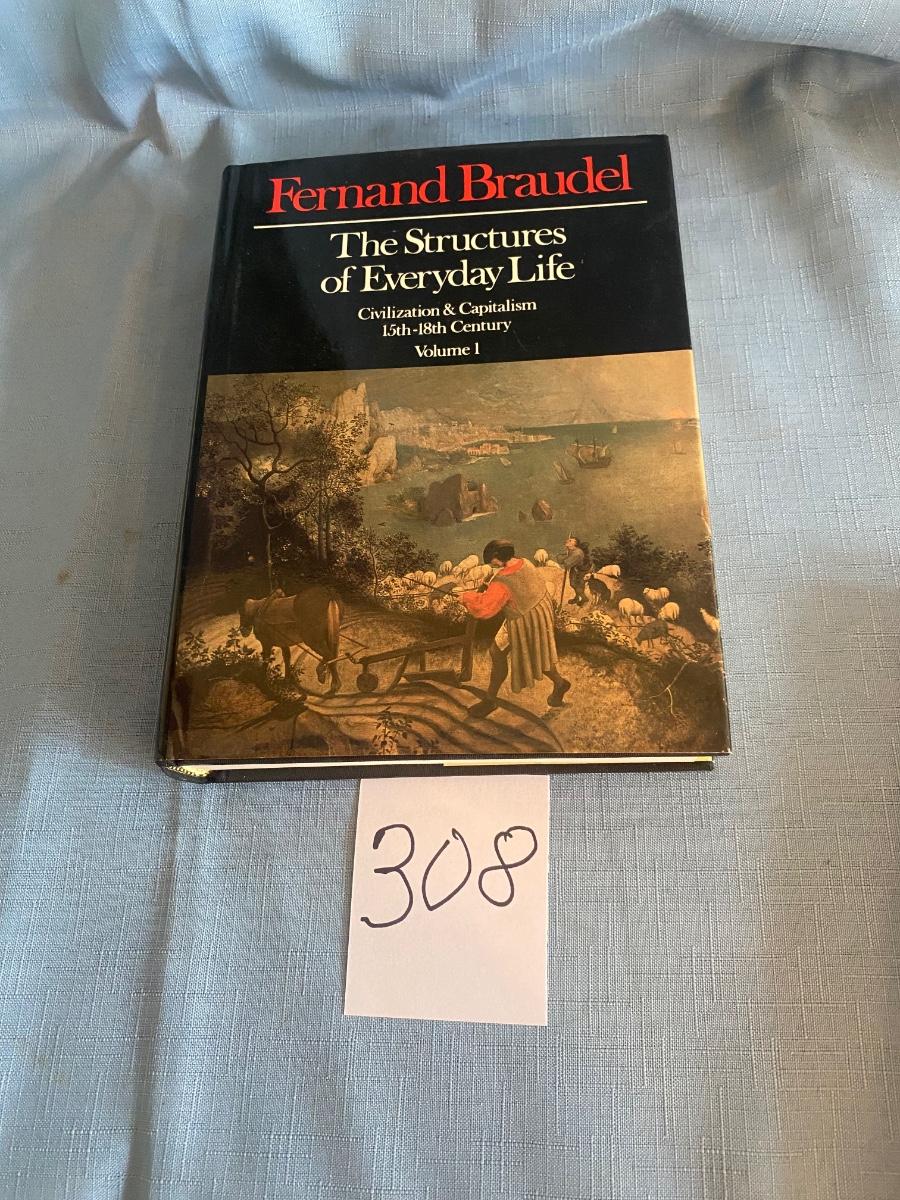 Fernand Braudel
The Structures
of Everyday Life
Civilization & Capitalism
15th-18th Century
Volume 1
308